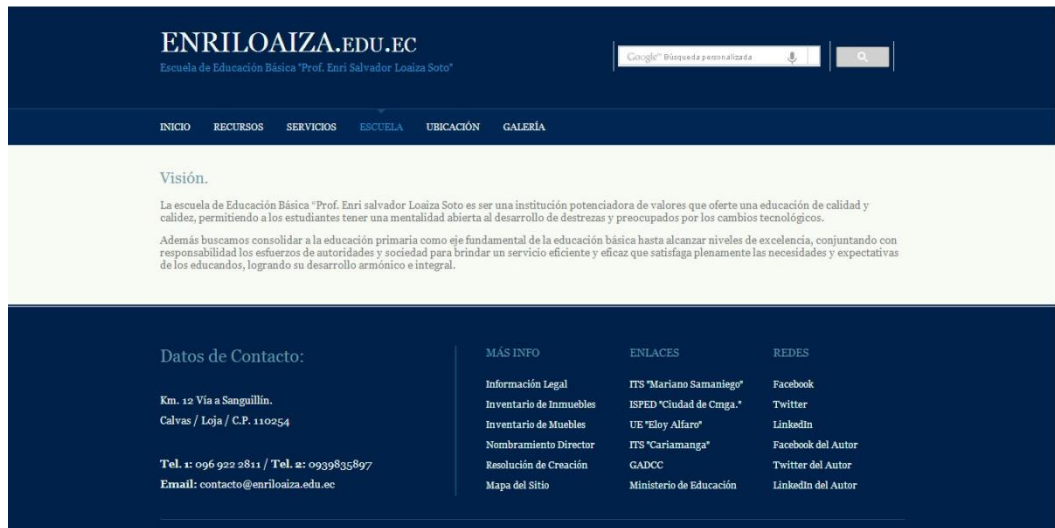 ENRILOAIZA.EDU.EC
Escuela de Educación Básica "Prof. Enri Salvador Loaiza Soto"
Google™ Búsqueda personalizada
INICIO RECURSOS SERVICIOS ESCUELA UBICACIÓN GALERÍA
Visión.
La escuela de Educación Básica "Prof. Enri salvador Loaiza Soto es ser una institución potenciadora de valores que oferte una educación de calidad y
calidez, permitiendo a los estudiantes tener una mentalidad abierta al desarrollo de destrezas y preocupados por los cambios tecnológicos.
Además buscamos consolidar a la educación primaria como eje fundamental de la educación básica hasta alcanzar niveles de excelencia, conjuntando con
responsabilidad los esfuerzos de autoridades y sociedad para brindar un servicio eficiente y eficaz que satisfaga plenamente las necesidades y expectativas
de los educandos, logrando su desarrollo armónico e integral.
Datos de Contacto:
Km. 12 Vía a Sanguillín.
Calvas / Loja / C.P. 110254
Tel. 1: 096 922 2811 / Tel. 2: 0939835897
Email: contacto@enriloaiza.edu.ec
MÁS INFO
Información Legal
Inventario de Inmuebles
Inventario de Muebles
Nombramiento Director
Resolución de Creación
Mapa del Sitio
ENLACES
ITS "Mariano Samaniego"
ISPED "Ciudad de Cmga."
UE "Eloy Alfaro"
ITS "Cariamanga"
GADCC
Ministerio de Educación
REDES
Facebook
Twitter
LinkedIn
Facebook del Autor
Twitter del Autor
LinkedIn del Autor